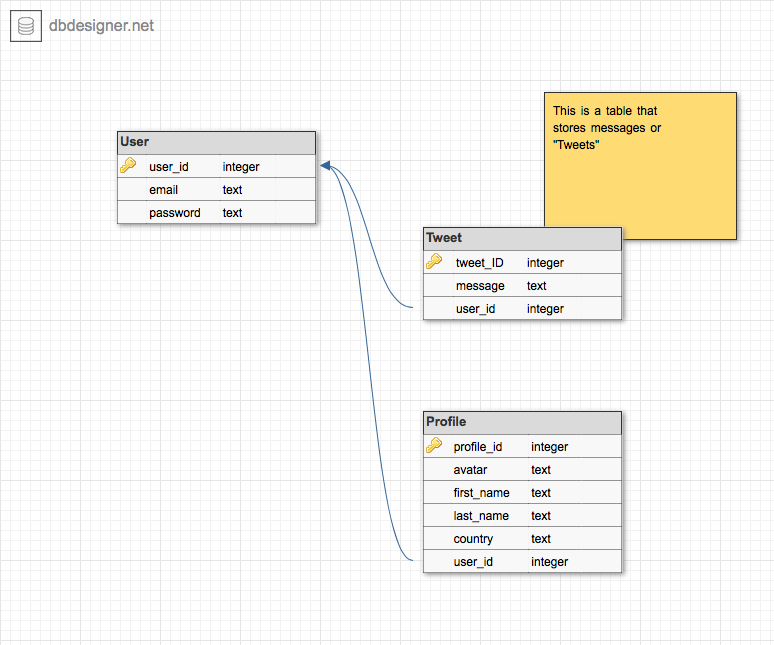 dbdesigner.net
This is a table that
stores messages or
"Tweets"
User
user_id integer
email text
password text
Tweet
tweet_ID integer
message text
user_id integer
Profile
profile_id integer
avatar text
first_name text
last_name text
country text
user_id integer